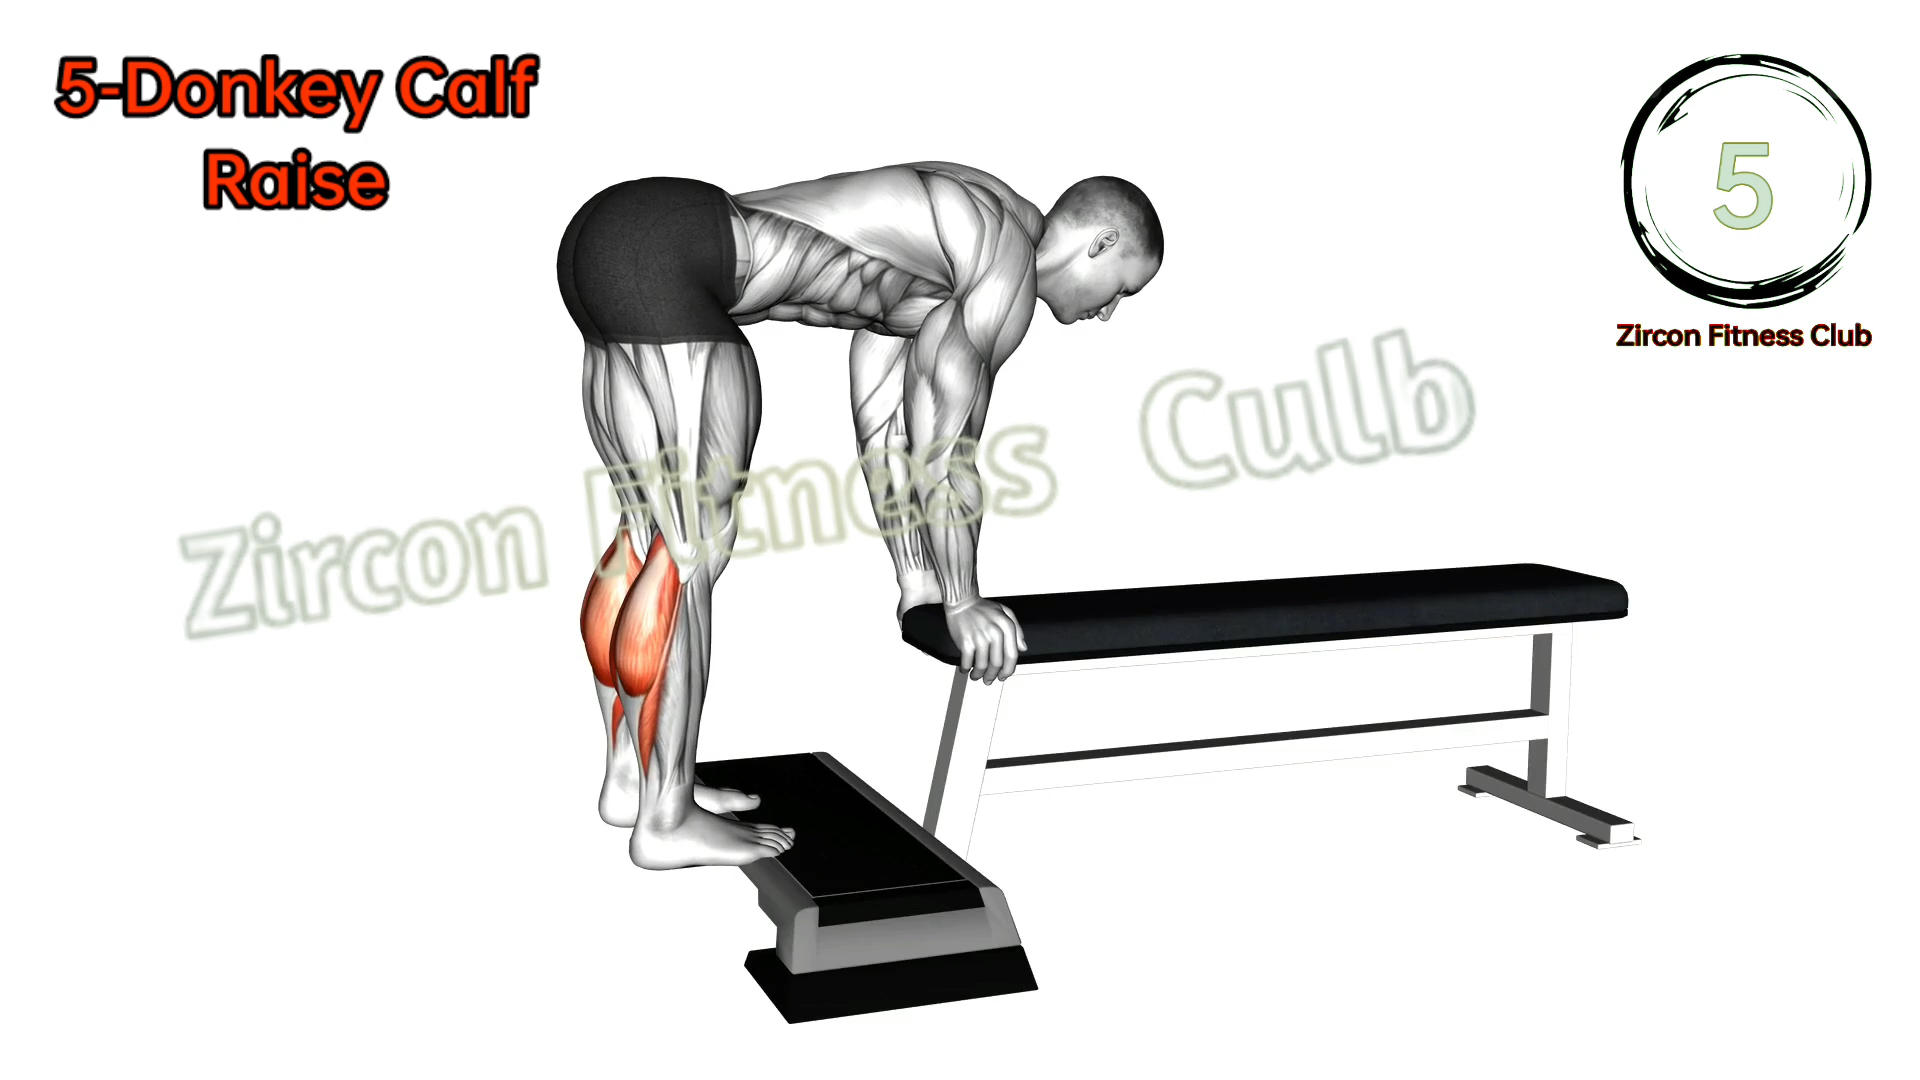 5-Donkey Calf
Raise
5
Zircon Fitness Club
Zircon Fitness Culb